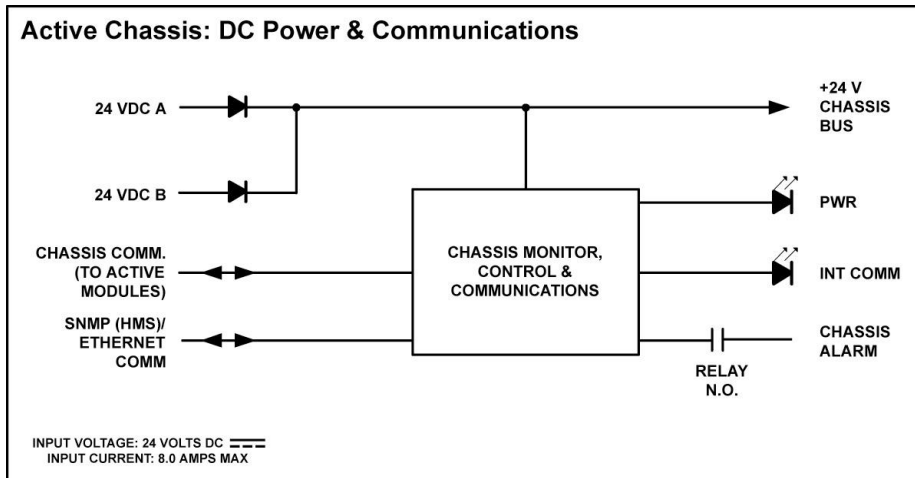 Active Chassis: DC Power & Communications
24 VDC A
+24 V
CHASSIS
BUS
24 VDC B
PWR
CHASSIS COMM.
(TO ACTIVE
MODULES)
CHASSIS MONITOR,
CONTROL &
COMMUNICATIONS
INT COMM
SNMP (HMS)/
ETHERNET
COMM
CHASSIS
ALARM
RELAY
N.O.
INPUT VOLTAGE: 24 VOLTS DC
INPUT CURRENT: 8.0 AMPS MAX